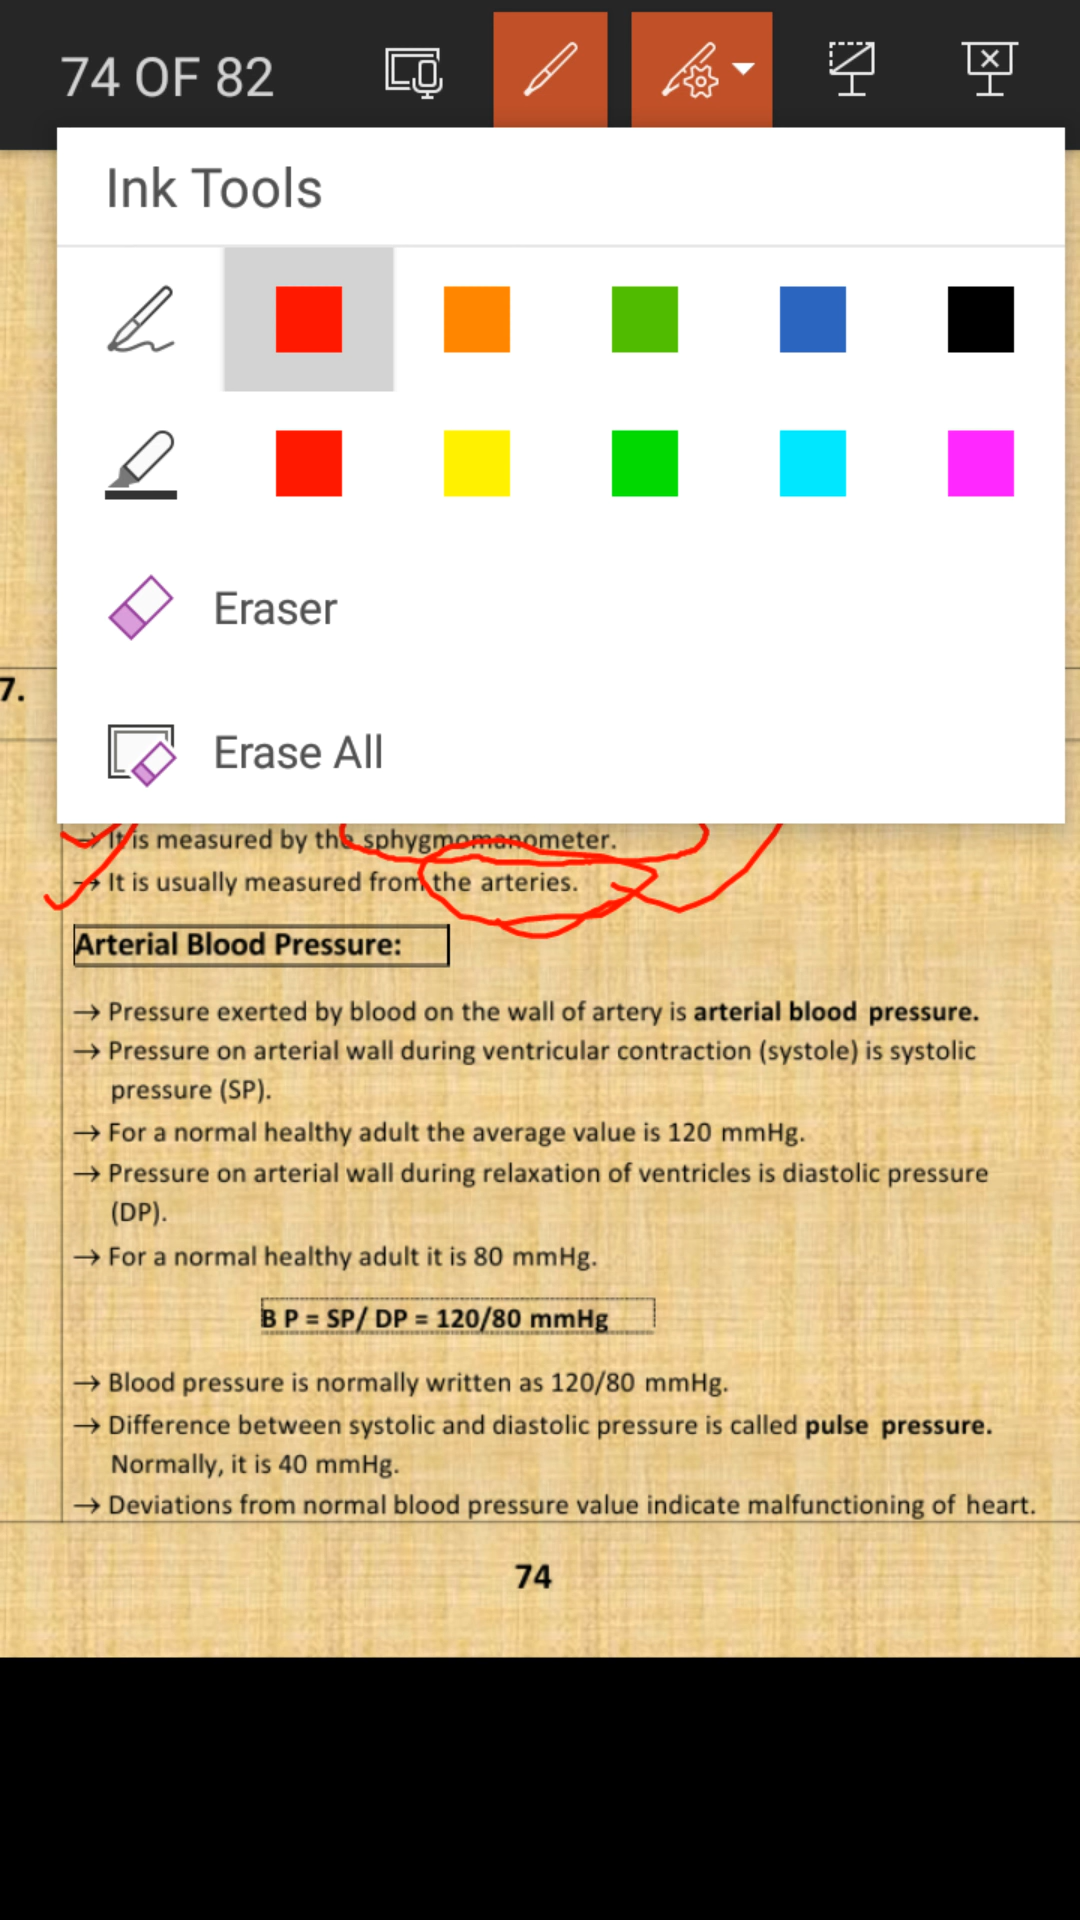 74 OF 82
Ink Tools
Eraser
Erase All
7.
→ It is measured by the sphygmomanometer.
→ It is usually measured from the arteries.
Arterial Blood Pressure:
→ Pressure exerted by blood on the wall of artery is arterial blood pressure.
→ Pressure on arterial wall during ventricular contraction (systole) is systolic
pressure (SP).
→ For a normal healthy adult the average value is 120 mmHg.
→ Pressure on arterial wall during relaxation of ventricles is diastolic pressure
(DP).
→ For a normal healthy adult it is 80 mmHg.
B P = SP/ DP = 120/80 mmHg
→ Blood pressure is normally written as 120/80 mmHg.
→ Difference between systolic and diastolic pressure is called pulse pressure.
Normally, it is 40 mmHg.
→ Deviations from normal blood pressure value indicate malfunctioning of heart.
74